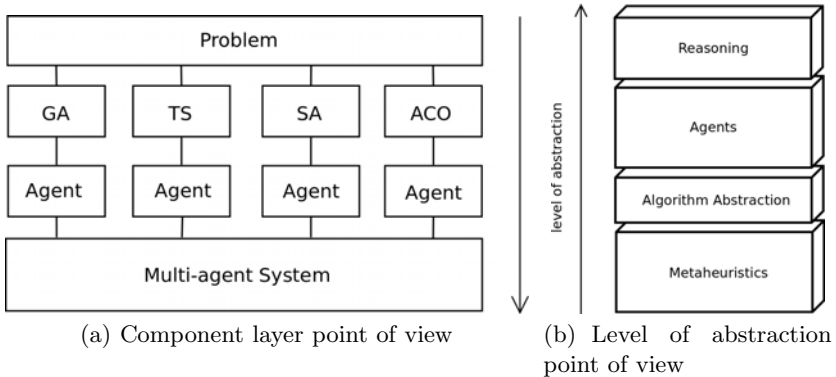 Problem
GA TS SA ACO
Agent Agent Agent Agent
Multi-agent System
(a) Component layer point of view
level of abstraction
Reasoning
Agents
Algorithm Abstraction
Metaheuristics
(b) Level of abstraction
point of view